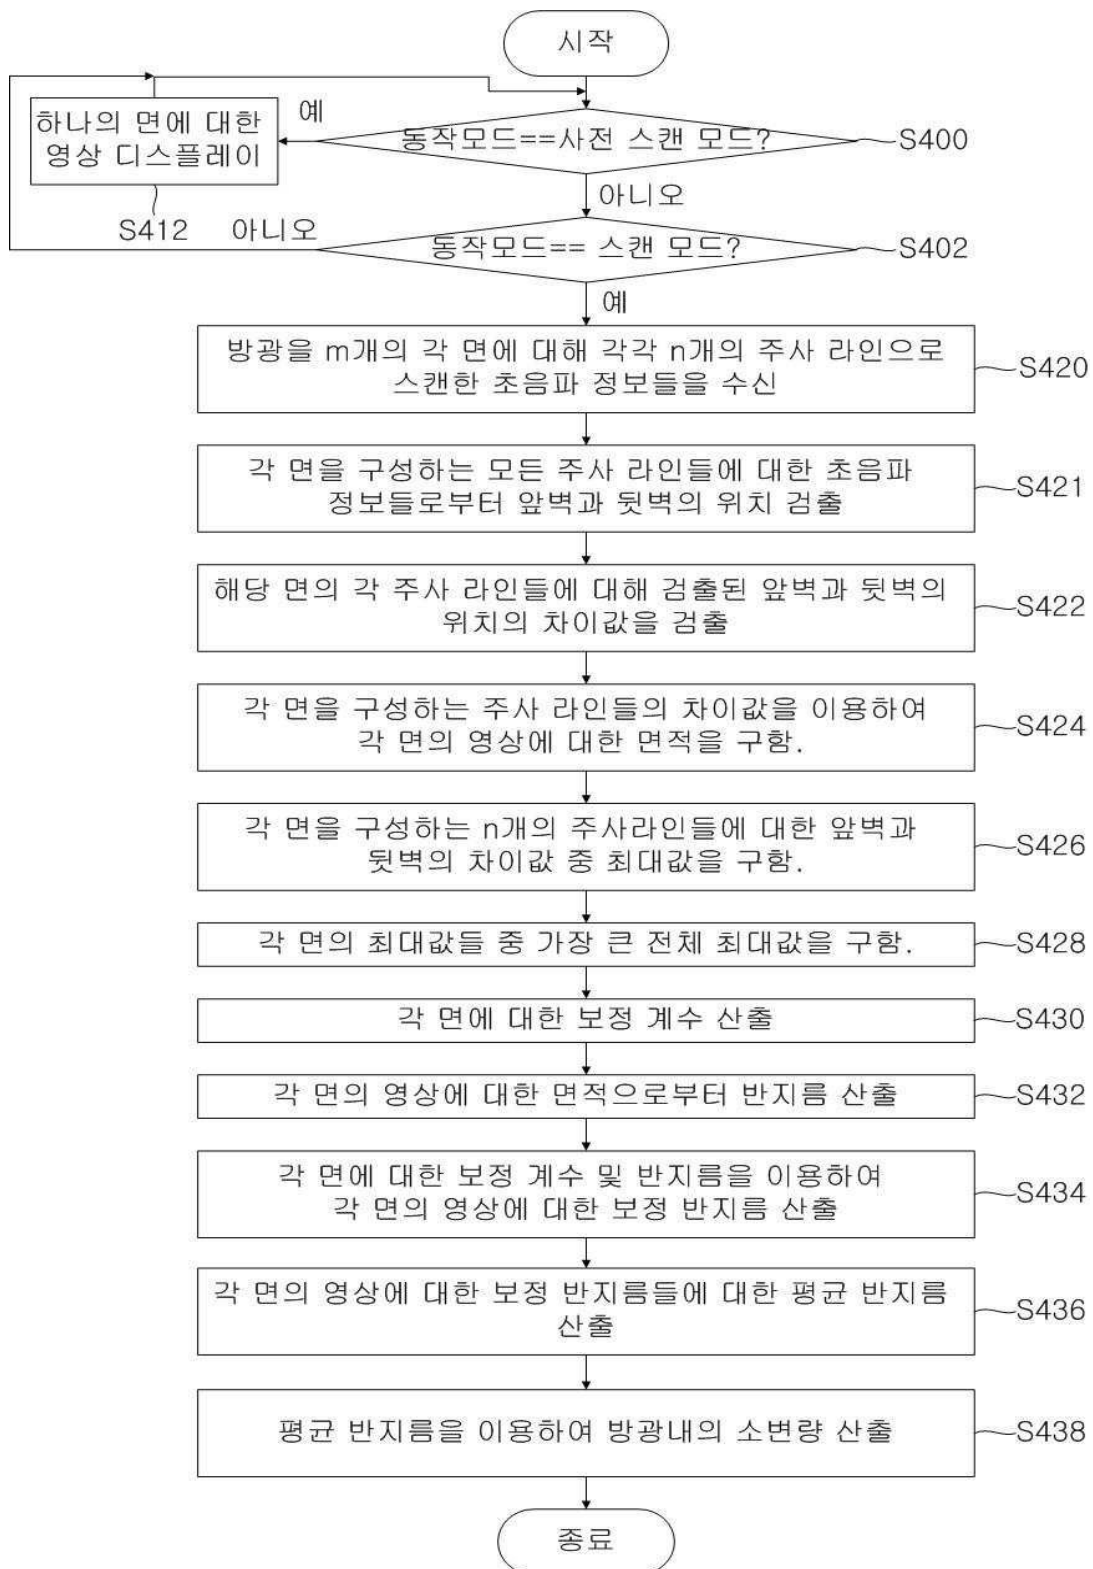 시작
예
하나의 면에 대한
영상 디스플레이
동작모드==사전 스캔 모드?
S400
아니오
S412
아니오
동작모드== 스캔 모드?
S402
예
방광을 m개의 각 면에 대해 각각 n개의 주사 라인으로
스캔한 초음파 정보들을 수신
S420
각 면을 구성하는 모든 주사 라인들에 대한 초음파
정보들로부터 앞벽과 뒷벽의 위치 검출
S421
해당 면의 각 주사 라인들에 대해 검출된 앞벽과 뒷벽의
위치의 차이값을 검출
S422
각 면을 구성하는 주사 라인들의 차이값을 이용하여
각 면의 영상에 대한 면적을 구함.
S424
각 면을 구성하는 n개의 주사라인들에 대한 앞벽과
뒷벽의 차이값 중 최대값을 구함.
S426
각 면의 최대값들 중 가장 큰 전체 최대값을 구함.
S428
각 면에 대한 보정 계수 산출
S430
각 면의 영상에 대한 면적으로부터 반지름 산출
S432
각 면에 대한 보정 계수 및 반지름을 이용하여
각 면의 영상에 대한 보정 반지름 산출
S434
각 면의 영상에 대한 보정 반지름들에 대한 평균 반지름
산출
S436
평균 반지름을 이용하여 방광내의 소변량 산출
S438
종료